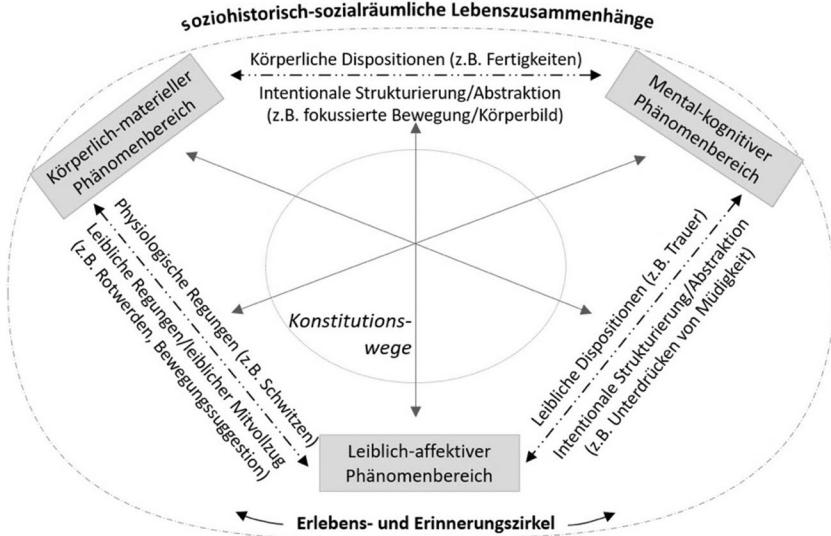 soziohistorisch-sozialräumliche Lebenszusammenhänge
Körperliche Dispositionen (z.B. Fertigkeiten)
Intentionale Strukturierung/Abstraktion
(z.B. fokussierte Bewegung/Körperbild)
Körperlich-materieller
Phänomenbereich
Mental-kognitiver
Phänomenbereich
Physiologische Regungen (z.B. Schwitzen)
Leibliche Regungen/leiblicher Mitvollzug
(z.B. Rotwerden, Bewegungssuggestion)
Konstitutions-
wege
Leibliche Dispositionen (z.B. Trauer)
Intentionale Strukturierung/Abstraktion
(z.B. Unterdrücken von Müdigkeit)
Leiblich-affektiver
Phänomenbereich
Erlebens- und Erinnerungszirkel